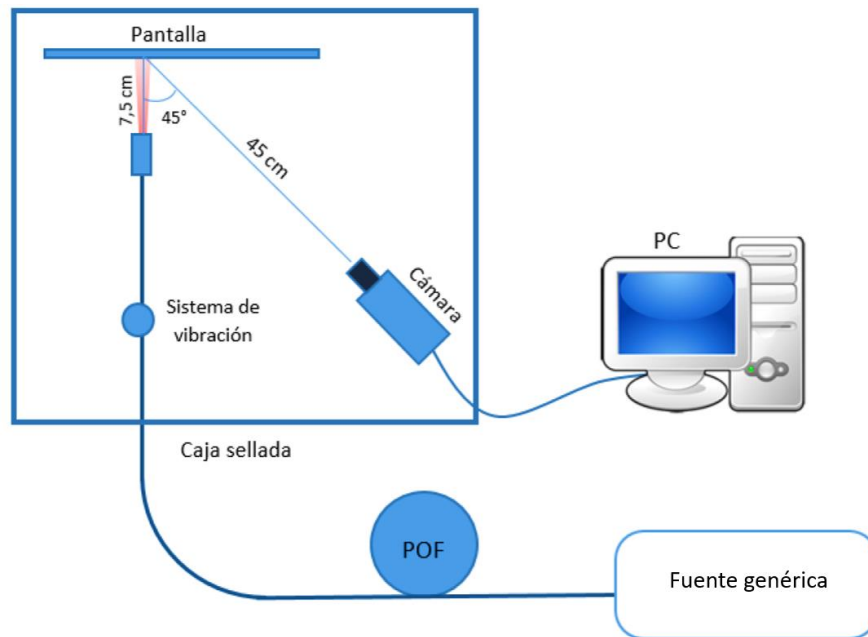 Pantalla
7,5 cm
45°
45 cm
Cámara
PC
Sistema de
vibración
Caja sellada
POF
Fuente genérica